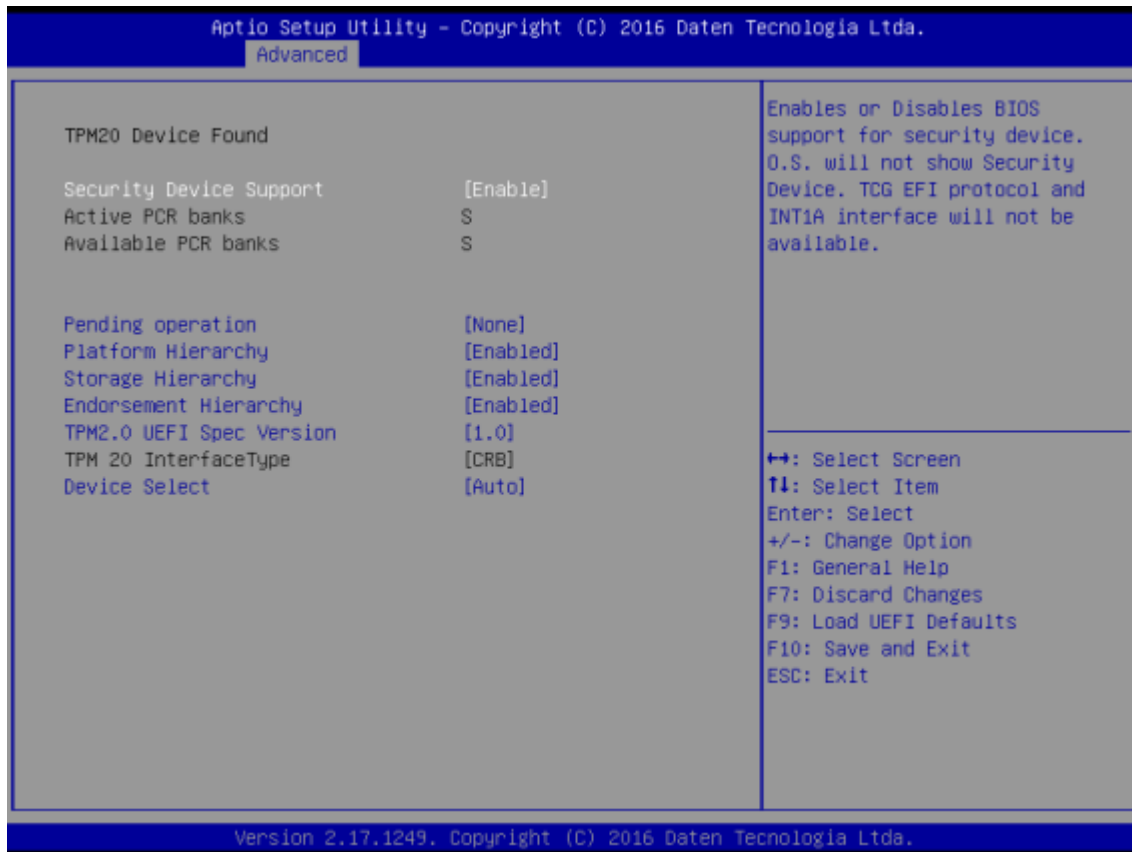 Aptio Setup Utility – Copyright (C) 2016 Daten Tecnologia Ltda.
Advanced
TPM20 Device Found
Security Device Support [Enable]
Active PCR banks S
Available PCR banks S
Pending operation [None]
Platform Hierarchy [Enabled]
Storage Hierarchy [Enabled]
Endorsement Hierarchy [Enabled]
TPM2.0 UEFI Spec Version [1.0]
TPM 20 InterfaceType [CRB]
Device Select [Auto]
Enables or Disables BIOS
support for security device.
O.S. will not show Security
Device. TCG EFI protocol and
INT1A interface will not be
available.
↔: Select Screen
↑↓: Select Item
Enter: Select
+/-: Change Option
F1: General Help
F7: Discard Changes
F9: Load UEFI Defaults
F10: Save and Exit
ESC: Exit
Version 2.17.1249. Copyright (C) 2016 Daten Tecnologia Ltda.